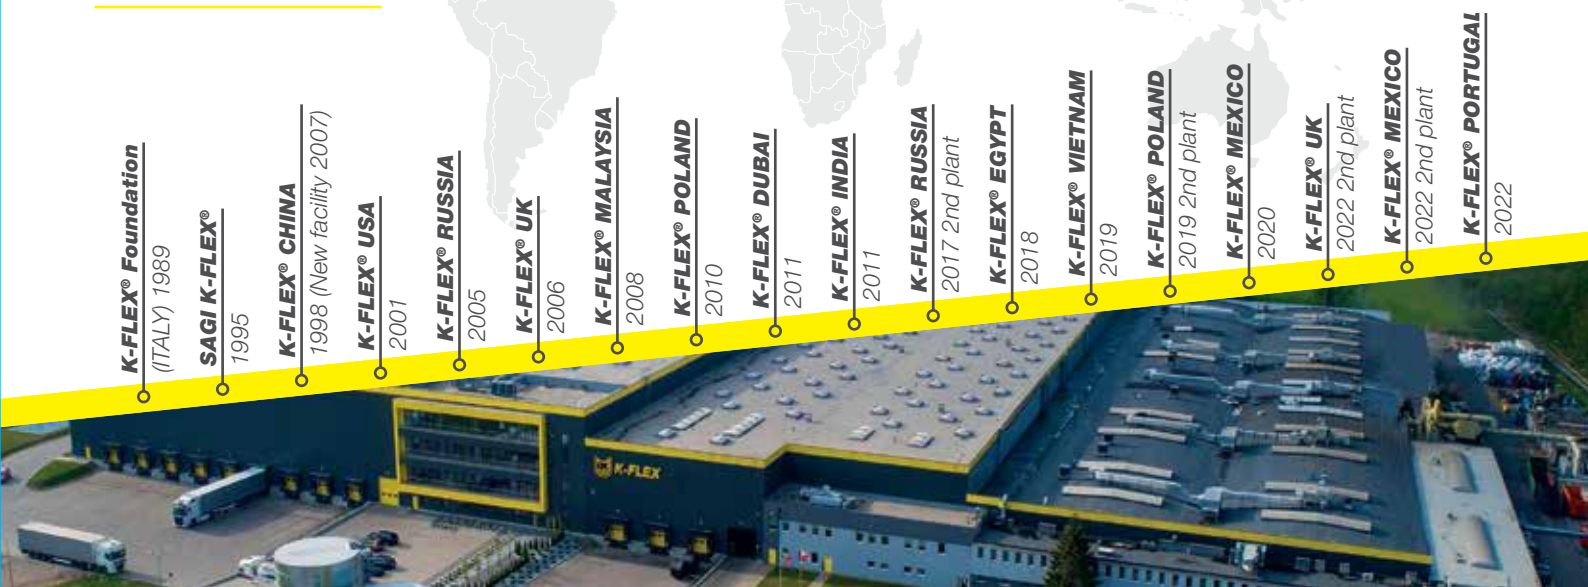 K-FLEX® Foundation
(ITALY) 1989
SAGI K-FLEX®
1995
K-FLEX® CHINA
1998 (New facility 2007)
K-FLEX® USA
2001
K-FLEX® RUSSIA
2005
K-FLEX® UK
2006
K-FLEX® MALAYSIA
2008
K-FLEX® POLAND
2010
K-FLEX® DUBAI
2011
K-FLEX® INDIA
2011
K-FLEX® RUSSIA
2017 2nd plant
K-FLEX® EGYPT
2018
K-FLEX® VIETNAM
2019
K-FLEX® POLAND
2019 2nd plant
K-FLEX® MEXICO
2020
K-FLEX® UK
2022 2nd plant
K-FLEX® MEXICO
2022 2nd plant
K-FLEX® PORTUGAL
2022
K-FLEX